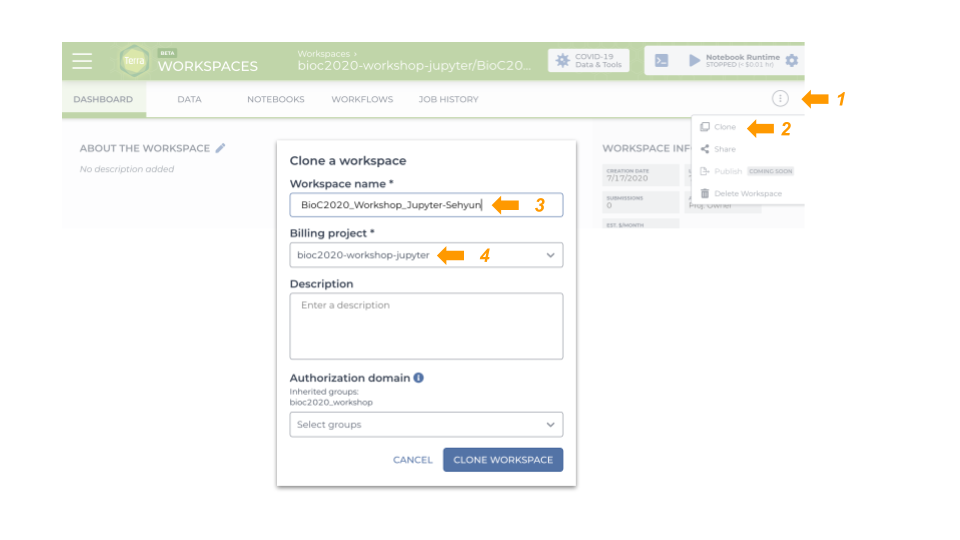 Terra
BETA
WORKSPACES
Workspaces ›
bioc2020-workshop-jupyter/BioC20...
COVID-19
Data & Tools
Notebook Runtime
STOPPED (< $0.01 hr)
DASHBOARD
DATA
NOTEBOOKS
WORKFLOWS
JOB HISTORY
1
Clone
2
Share
Publish
COMING SOON
Delete Workspace
ABOUT THE WORKSPACE
No description added
WORKSPACE INF
CREATION DATE
7/17/2020
SUBMISSIONS
0
Proj. Owner
EST. $/MONTH
Clone a workspace
Workspace name *
BioC2020_Workshop_Jupyter-Sehyun
3
Billing project *
bioc2020-workshop-jupyter
4
Description
Enter a description
Authorization domain
Inherited groups:
bioc2020_workshop
Select groups
CANCEL
CLONE WORKSPACE